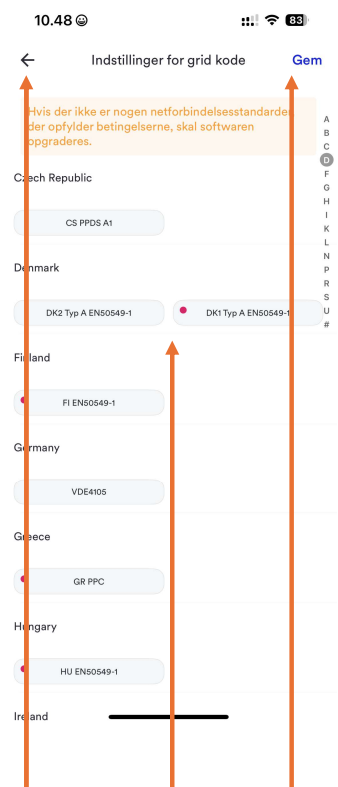 10.48
83
Indstillinger for grid kode
Gem
Hvis der ikke er nogen netforbindelsesstandarder,
der opfylder betingelserne, skal softwaren
opgraderes.
Czech Republic
CS PPDS A1
Denmark
DK2 Typ A EN50549-1
DK1 Typ A EN50549-1
Finland
FI EN50549-1
Germany
VDE4105
Greece
GR PPC
Hungary
HU EN50549-1
Ireland
A
B
C
D
F
G
H
I
K
L
N
P
R
S
U
#